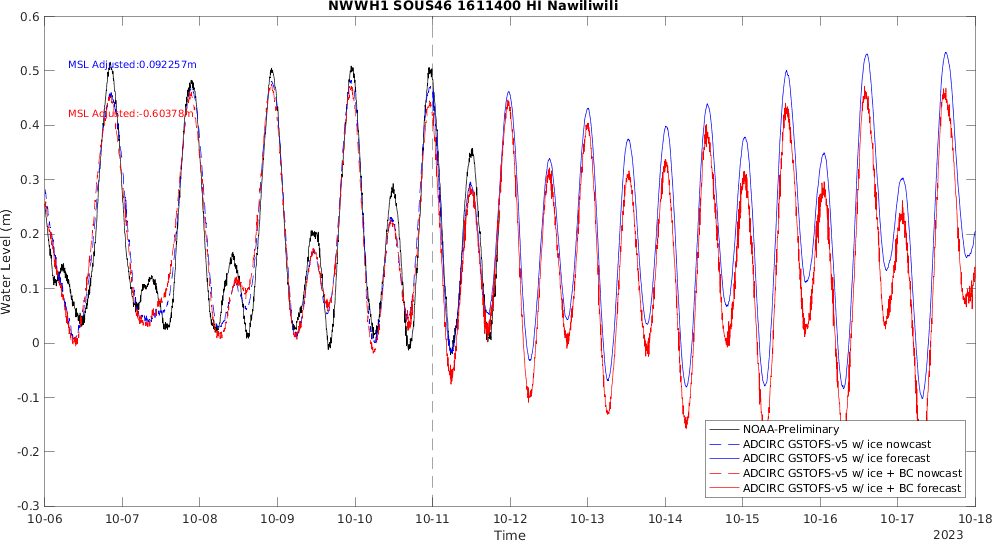 NWWH1 SOUS46 1611400 HI Nawiliwili
0.6
0.5
0.4
0.3
0.2
0.1
0
-0.1
-0.2
-0.3
Water Level (m)
MSL Adjusted:0.092257m
MSL Adjusted:-0.60378m
NOAA-Preliminary
ADCIRC GSTOFS-v5 w/ ice nowcast
ADCIRC GSTOFS-v5 w/ ice forecast
ADCIRC GSTOFS-v5 w/ ice + BC nowcast
ADCIRC GSTOFS-v5 w/ ice + BC forecast
10-06 10-07 10-08 10-09 10-10 10-11 10-12 10-13 10-14 10-15 10-16 10-17 10-18
Time
2023